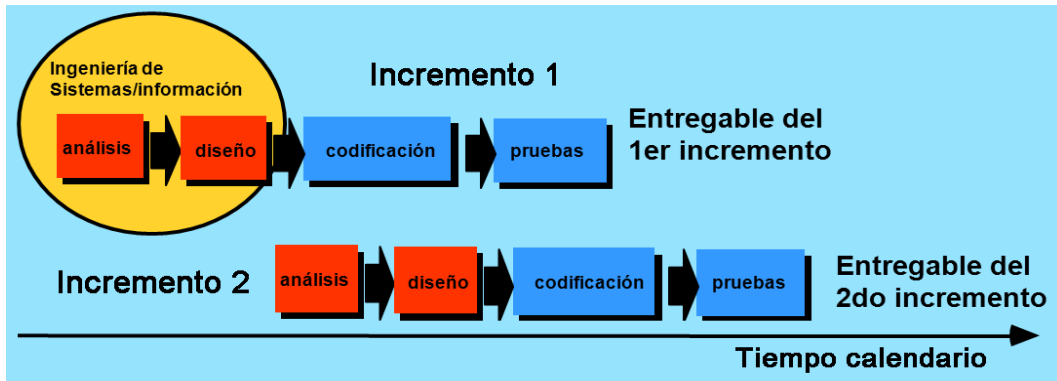 Ingeniería de
Sistemas/información
Incremento 1
análisis
diseño
codificación
pruebas
Entregable del
1er incremento
Incremento 2
análisis
diseño
codificación
pruebas
Entregable del
2do incremento
Tiempo calendario